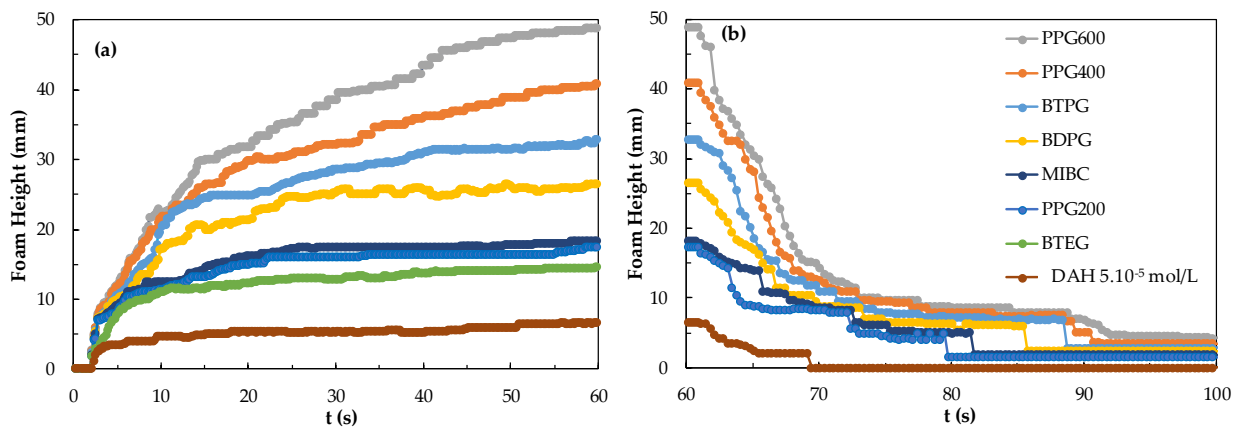 (a)
Foam Height (mm)
50
40
30
20
10
0
0 10 20 30 40 50 60
t (s)
(b)
Foam Height (mm)
50
40
30
20
10
0
60 70 80 90 100
t (s)
PPG600
PPG400
BTPG
BDPG
MIBC
PPG200
BTEG
DAH 5.10⁻⁵ mol/L